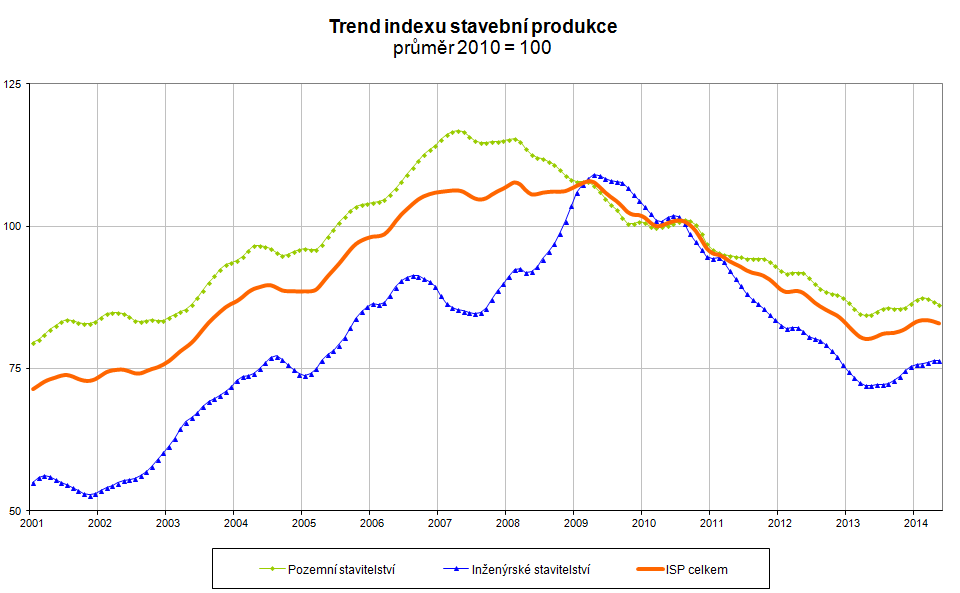 Trend indexu stavební produkce
průměr 2010 = 100
125
100
75
50
2001 2002 2003 2004 2005 2006 2007 2008 2009 2010 2011 2012 2013 2014
Pozemní stavitelství Inženýrské stavitelství ISP celkem